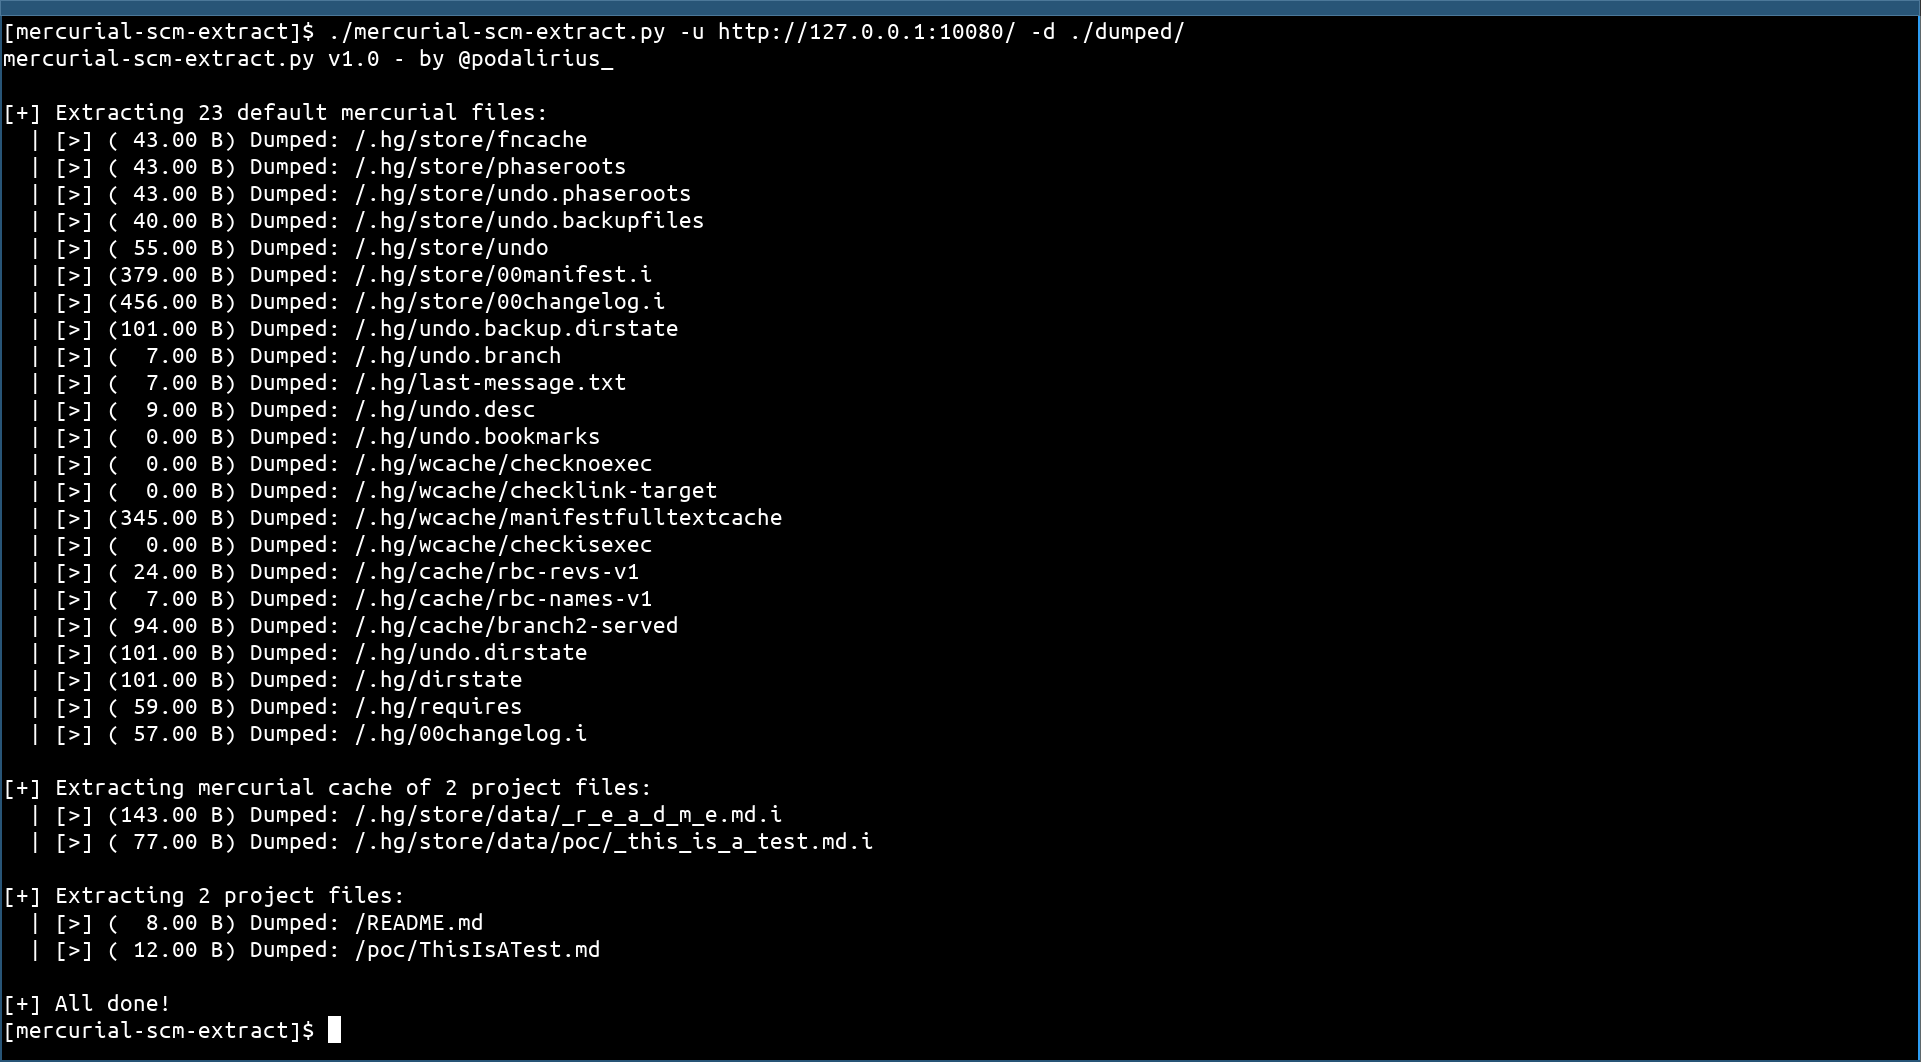 [mercurial-scm-extract]$ ./mercurial-scm-extract.py -u http://127.0.0.1:10080/ -d ./dumped/
mercurial-scm-extract.py v1.0 - by @podalirius_

[+] Extracting 23 default mercurial files:
  | [>] ( 43.00 B) Dumped: /.hg/store/fncache
  | [>] ( 43.00 B) Dumped: /.hg/store/phaseroots
  | [>] ( 43.00 B) Dumped: /.hg/store/undo.phaseroots
  | [>] ( 40.00 B) Dumped: /.hg/store/undo.backupfiles
  | [>] ( 55.00 B) Dumped: /.hg/store/undo
  | [>] (379.00 B) Dumped: /.hg/store/00manifest.i
  | [>] (456.00 B) Dumped: /.hg/store/00changelog.i
  | [>] (101.00 B) Dumped: /.hg/undo.backup.dirstate
  | [>] (  7.00 B) Dumped: /.hg/undo.branch
  | [>] (  7.00 B) Dumped: /.hg/last-message.txt
  | [>] (  9.00 B) Dumped: /.hg/undo.desc
  | [>] (  0.00 B) Dumped: /.hg/undo.bookmarks
  | [>] (  0.00 B) Dumped: /.hg/wcache/checknoexec
  | [>] (  0.00 B) Dumped: /.hg/wcache/checklink-target
  | [>] (345.00 B) Dumped: /.hg/wcache/manifestfulltextcache
  | [>] (  0.00 B) Dumped: /.hg/wcache/checkisexec
  | [>] ( 24.00 B) Dumped: /.hg/cache/rbc-revs-v1
  | [>] (  7.00 B) Dumped: /.hg/cache/rbc-names-v1
  | [>] ( 94.00 B) Dumped: /.hg/cache/branch2-served
  | [>] (101.00 B) Dumped: /.hg/undo.dirstate
  | [>] (101.00 B) Dumped: /.hg/dirstate
  | [>] ( 59.00 B) Dumped: /.hg/requires
  | [>] ( 57.00 B) Dumped: /.hg/00changelog.i

[+] Extracting mercurial cache of 2 project files:
  | [>] (143.00 B) Dumped: /.hg/store/data/_r_e_a_d_m_e.md.i
  | [>] ( 77.00 B) Dumped: /.hg/store/data/poc/_this_is_a_test.md.i

[+] Extracting 2 project files:
  | [>] (  8.00 B) Dumped: /README.md
  | [>] ( 12.00 B) Dumped: /poc/ThisIsATest.md

[+] All done!
[mercurial-scm-extract]$